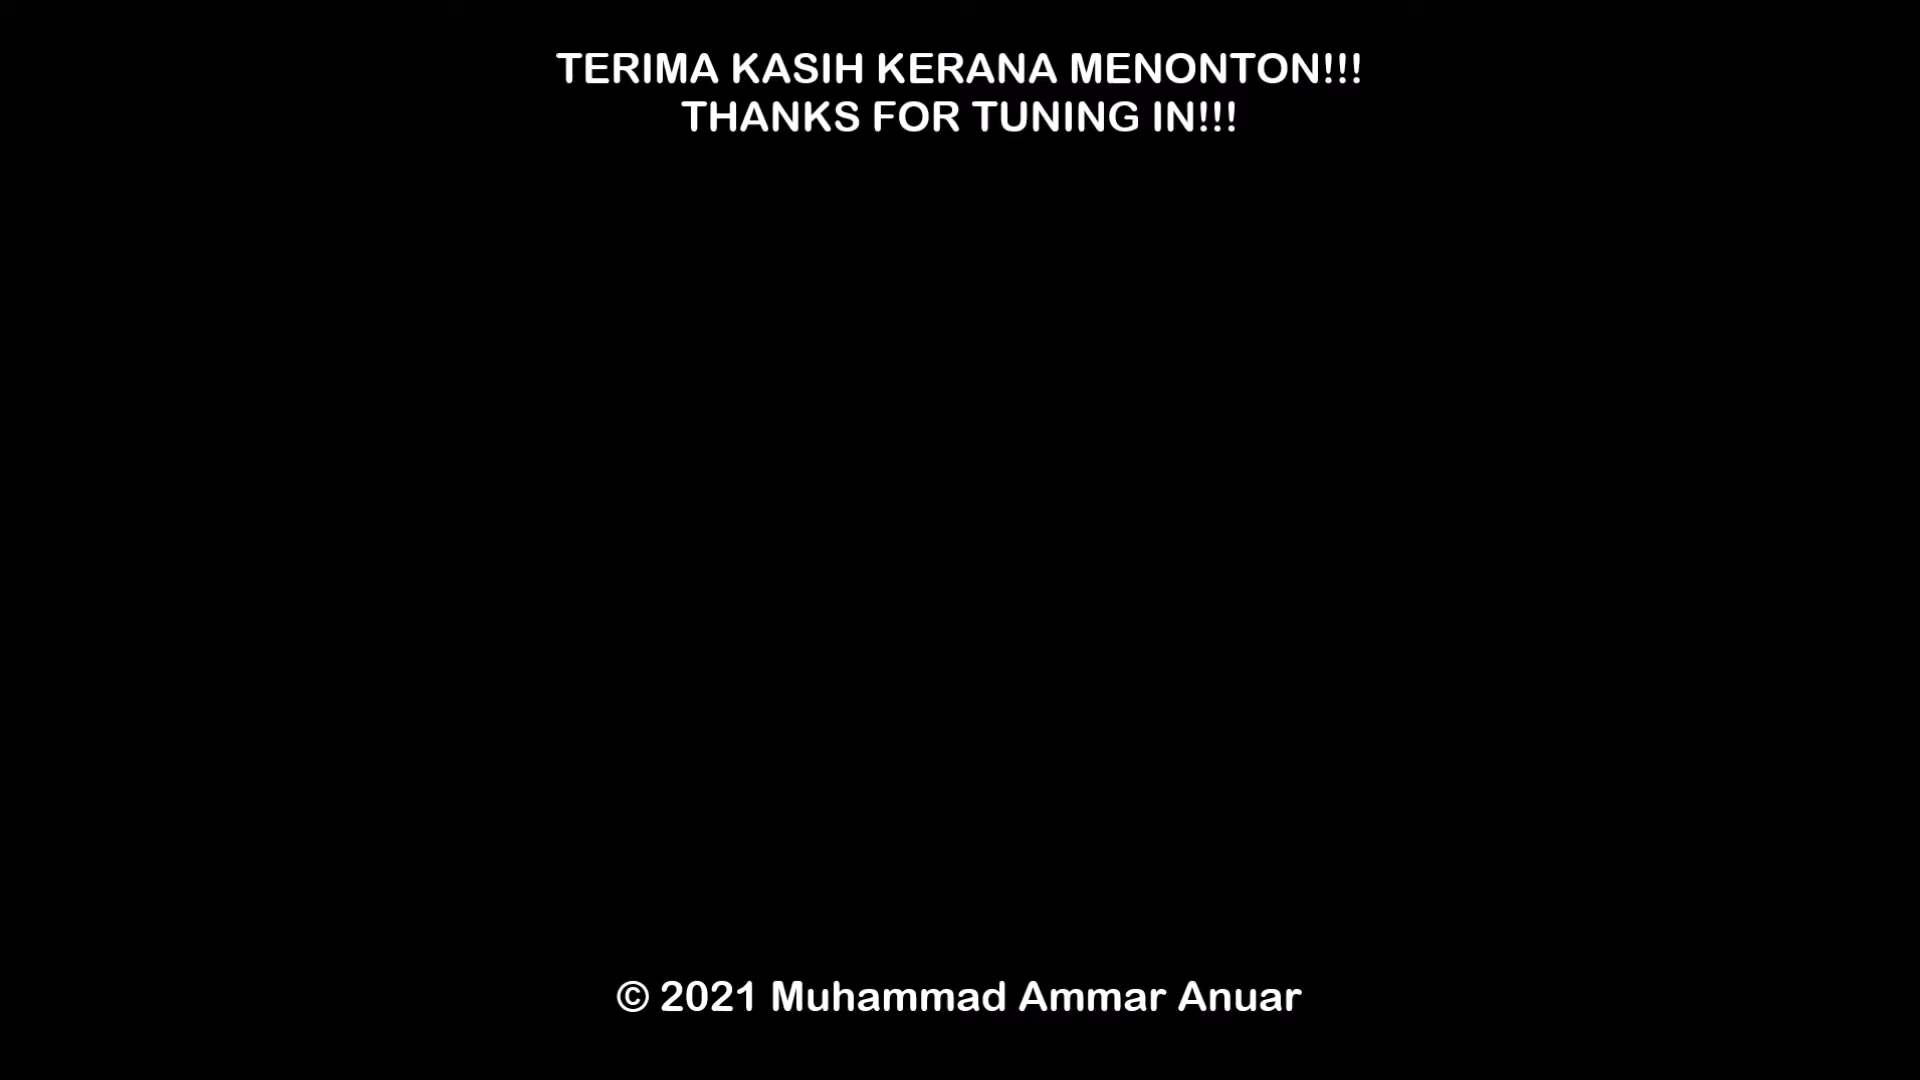 TERIMA KASIH KERANA MENONTON!!!
THANKS FOR TUNING IN!!!
© 2021 Muhammad Ammar Anuar